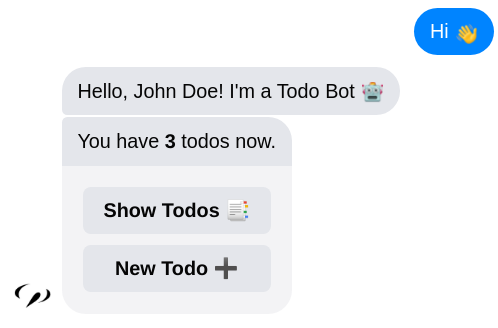 Hi 👋
Hello, John Doe! I'm a Todo Bot 🤖
You have 3 todos now.
Show Todos 📑
New Todo ➕